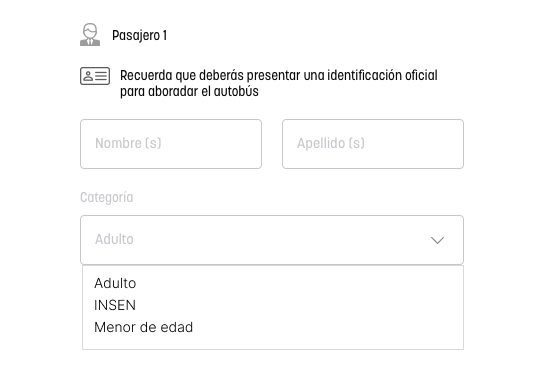 Pasajero 1
Recuerda que deberás presentar una identificación oficial
para aboradar el autobús
Nombre (s)
Apellido (s)
Categoría
Adulto
Adulto
INSEN
Menor de edad